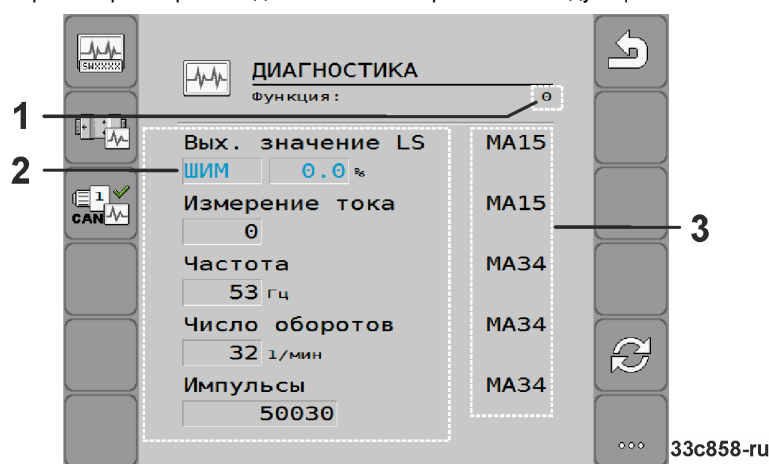 SWXXXX
ДИАГНОСТИКА
Функция: 0
1
Вых. значение LS MA15
2
ШИМ 0.0 %
1
CAN
Измерение тока MA15
0
3
Частота MA34
53 Гц
Число оборотов MA34
32 1/мин
Импульсы MA34
50030
33c858-ru